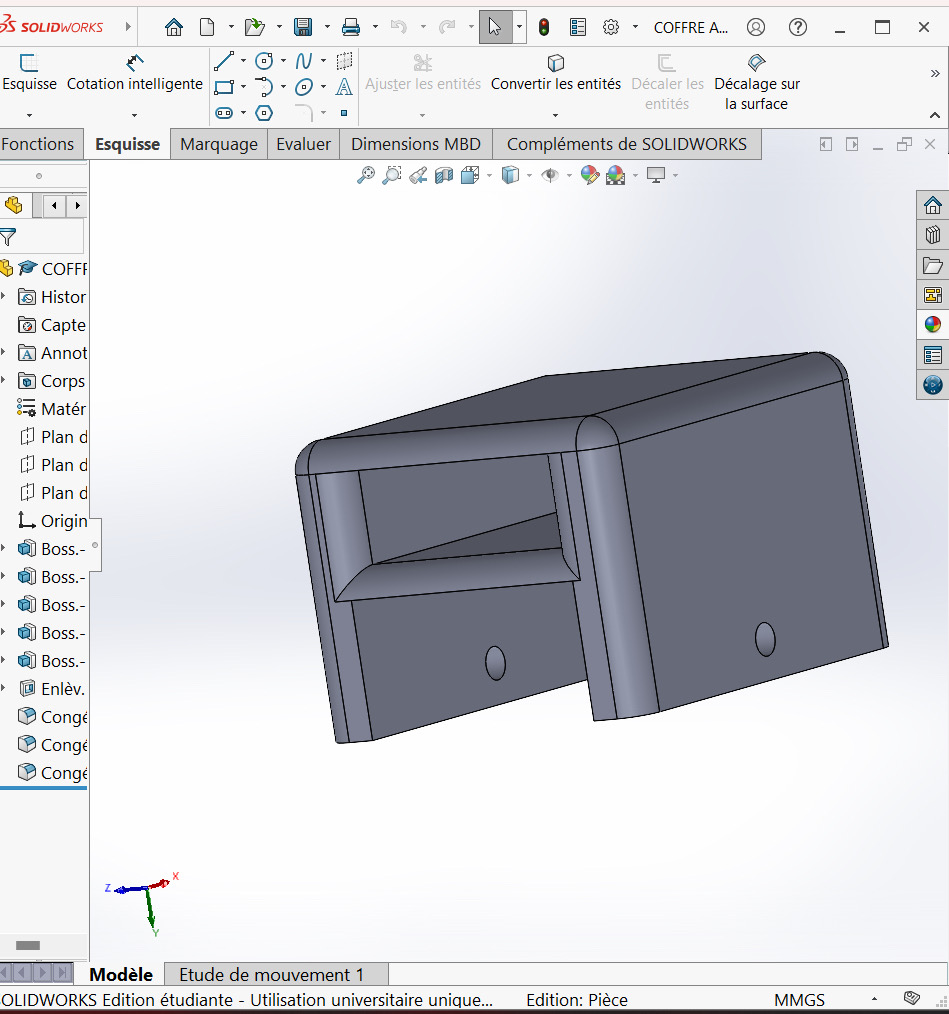 SOLIDWORKS
COFFRE A...
Esquisse
Cotation intelligente
Ajuster les entités
Convertir les entités
Décaler les
entités
Décalage sur
la surface
Fonctions
Esquisse
Marquage
Evaluer
Dimensions MBD
Compléments de SOLIDWORKS
COFFR
Histor
Capte
Annot
Corps
Matér
Plan d
Plan d
Plan d
Origin
Boss.-
Boss.-
Boss.-
Boss.-
Boss.-
Enlèv.
Congé
Congé
Congé
Z
X
Y
Modèle
Etude de mouvement 1
SOLIDWORKS Edition étudiante - Utilisation universitaire unique...
Edition: Pièce
MMGS